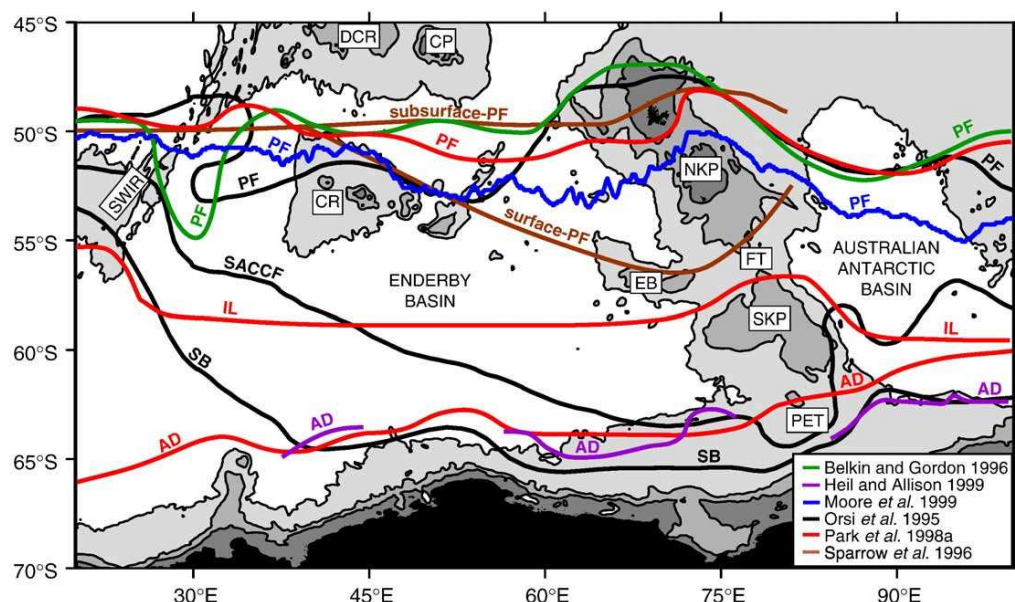 45°S
50°S
55°S
60°S
65°S
70°S
30°E
45°E
60°E
75°E
90°E
DCR
CP
subsurface-PF
PF
PF
PF
PF
PF
PF
PF
PF
SWIR
CR
NKP
surface-PF
SACCF
ENDERBY
BASIN
EB
FT
AUSTRALIAN
ANTARCTIC
BASIN
IL
IL
SKP
SB
AD
AD
AD
AD
AD
PET
SB
Belkin and Gordon 1996
Heil and Allison 1999
Moore et al. 1999
Orsi et al. 1995
Park et al. 1998a
Sparrow et al. 1996